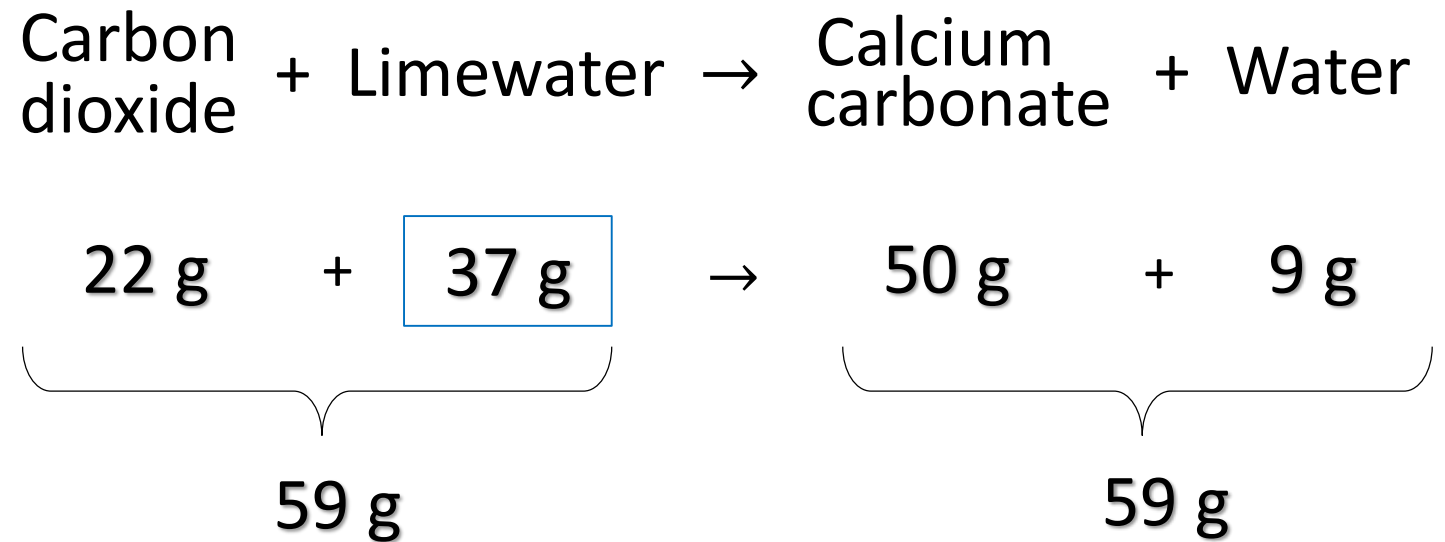 Carbon dioxide + Limewater → Calcium carbonate + Water
22 g + 37 g → 50 g + 9 g
59 g 59 g